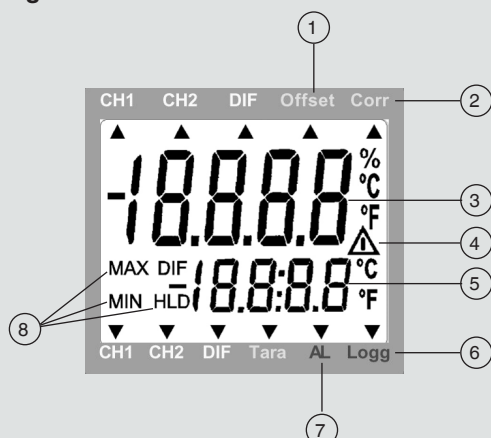 1
CH1 CH2 DIF Offset Corr
2
%
°C
-18.8.8.8
3
°F
4
MAX DIF
°C
-18.8:8.8
5
MIN HLD
°F
8
CH1 CH2 DIF Tara AL Logg
6
7